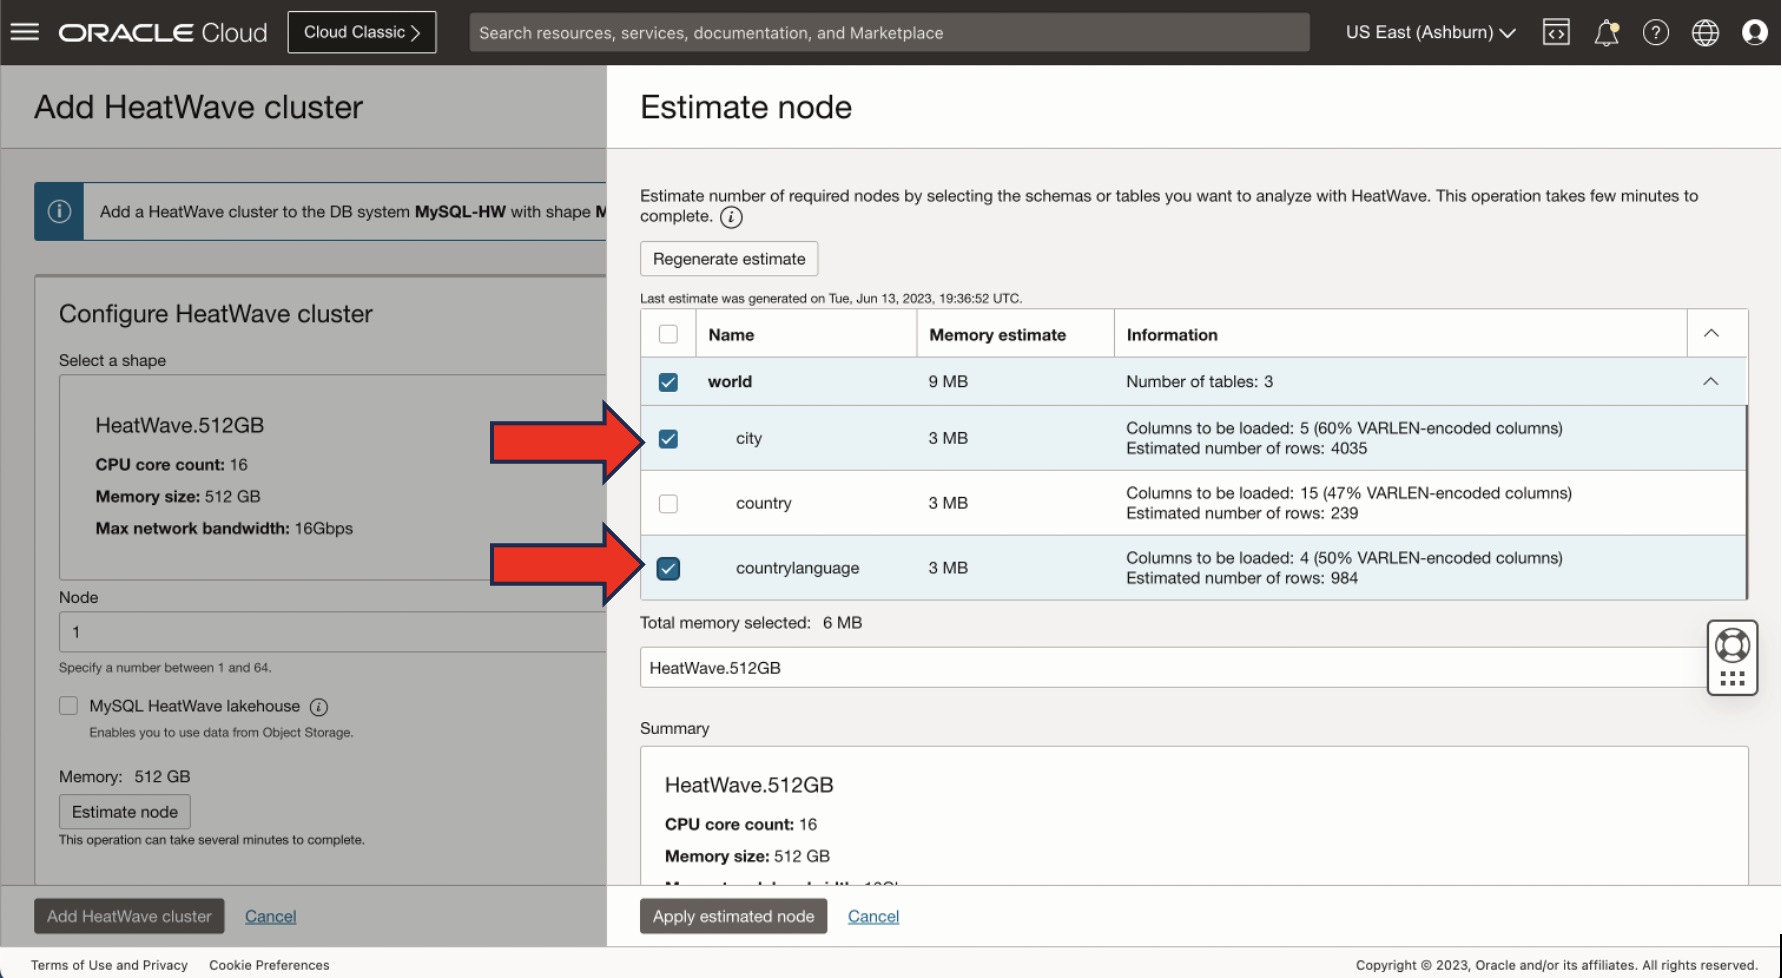 ORACLE Cloud
Cloud Classic
Search resources, services, documentation, and Marketplace
US East (Ashburn)
Add HeatWave cluster
Add a HeatWave cluster to the DB system MySQL-HW with shape M
Configure HeatWave cluster
Select a shape
HeatWave.512GB
CPU core count: 16
Memory size: 512 GB
Max network bandwidth: 16Gbps
Node
1
Specify a number between 1 and 64.
MySQL HeatWave lakehouse
Enables you to use data from Object Storage.
Memory: 512 GB
Estimate node
This operation can take several minutes to complete.
Add HeatWave cluster Cancel
Estimate node
Estimate number of required nodes by selecting the schemas or tables you want to analyze with HeatWave. This operation takes few minutes to
complete.
Regenerate estimate
Last estimate was generated on Tue, Jun 13, 2023, 19:36:52 UTC.
Name Memory estimate Information
world 9 MB Number of tables: 3
city 3 MB Columns to be loaded: 5 (60% VARLEN-encoded columns)
Estimated number of rows: 4035
country 3 MB Columns to be loaded: 15 (47% VARLEN-encoded columns)
Estimated number of rows: 239
countrylanguage 3 MB Columns to be loaded: 4 (50% VARLEN-encoded columns)
Estimated number of rows: 984
Total memory selected: 6 MB
HeatWave.512GB
Summary
HeatWave.512GB
CPU core count: 16
Memory size: 512 GB
Apply estimated node Cancel
Terms of Use and Privacy Cookie Preferences
Copyright © 2023, Oracle and/or its affiliates. All rights reserved.